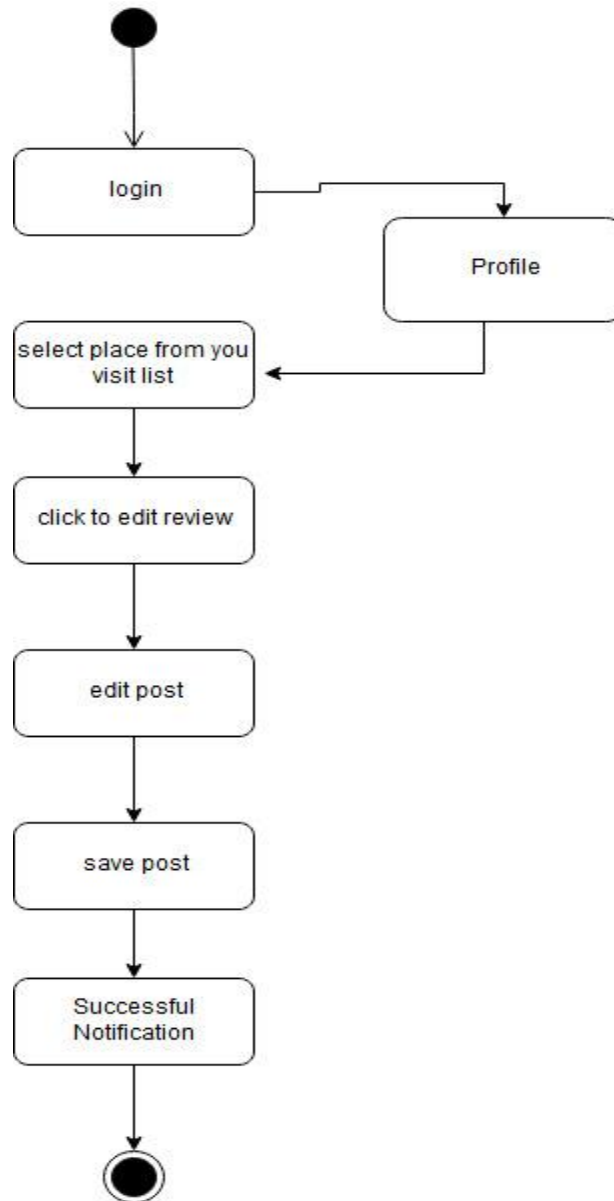 login
Profile
select place from you
visit list
click to edit review
edit post
save post
Successful
Notification